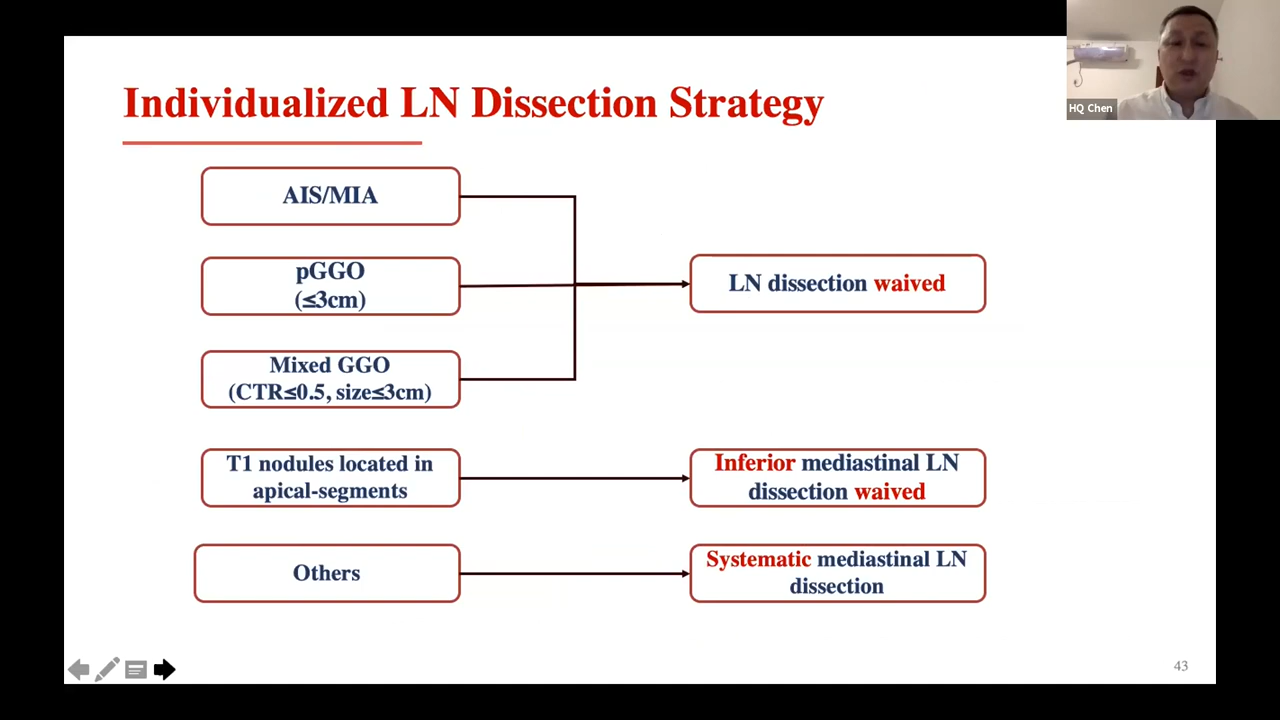 Individualized LN Dissection Strategy
HQ Chen
AIS/MIA
pGGO
(≤3cm)
Mixed GGO
(CTR≤0.5, size≤3cm)
LN dissection waived
T1 nodules located in
apical-segments
Inferior mediastinal LN
dissection waived
Others
Systematic mediastinal LN
dissection
43